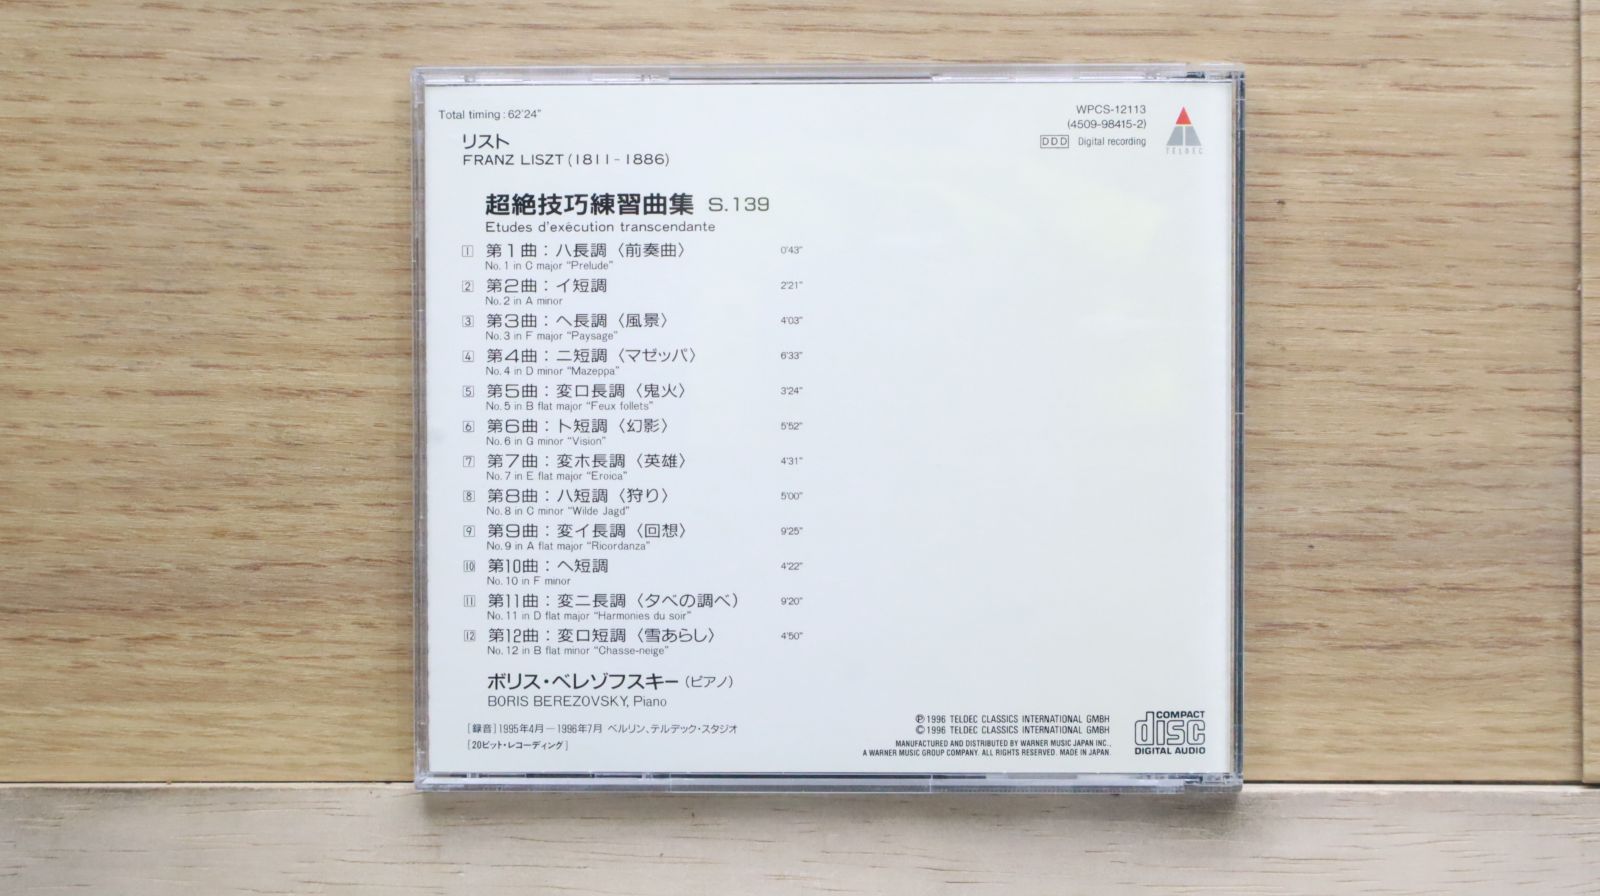 Total timing : 62'24"
WPCS-12113
(4509-98415-2)
DDD Digital recording
TELDEC
リスト
FRANZ LISZT (1811-1886)
超絶技巧練習曲集 S.139
Etudes d'exécution transcendante
1 第1曲：ハ長調〈前奏曲〉 0'43"
No. 1 in C major "Prelude"
2 第2曲：イ短調 2'21"
No. 2 in A minor
3 第3曲：ヘ長調〈風景〉 4'03"
No. 3 in F major "Paysage"
4 第4曲：ニ短調〈マゼッパ〉 6'33"
No. 4 in D minor "Mazeppa"
5 第5曲：変ロ長調〈鬼火〉 3'24"
No. 5 in B flat major "Feux follets"
6 第6曲：ト短調〈幻影〉 5'52"
No. 6 in G minor "Vision"
7 第7曲：変ホ長調〈英雄〉 4'31"
No. 7 in E flat major "Eroica"
8 第8曲：ハ短調〈狩り〉 5'00"
No. 8 in C minor "Wilde Jagd"
9 第9曲：変イ長調〈回想〉 9'25"
No. 9 in A flat major "Ricordanza"
10 第10曲：ヘ短調 4'22"
No. 10 in F minor
11 第11曲：変ニ長調〈夕べの調べ〉 9'20"
No. 11 in D flat major "Harmonies du soir"
12 第12曲：変ロ短調〈雪あらし〉 4'50"
No. 12 in B flat minor "Chasse-neige"
ボリス・ベレゾフスキー（ピアノ）
BORIS BEREZOVSKY, Piano
[録音] 1995年4月—1996年7月 ベルリン、テルデック・スタジオ
[20ビット・レコーディング]
℗1996 TELDEC CLASSICS INTERNATIONAL GMBH
©1996 TELDEC CLASSICS INTERNATIONAL GMBH
MANUFACTURED AND DISTRIBUTED BY WARNER MUSIC JAPAN INC.,
A WARNER MUSIC GROUP COMPANY. ALL RIGHTS RESERVED. MADE IN JAPAN
COMPACT
disc
DIGITAL AUDIO